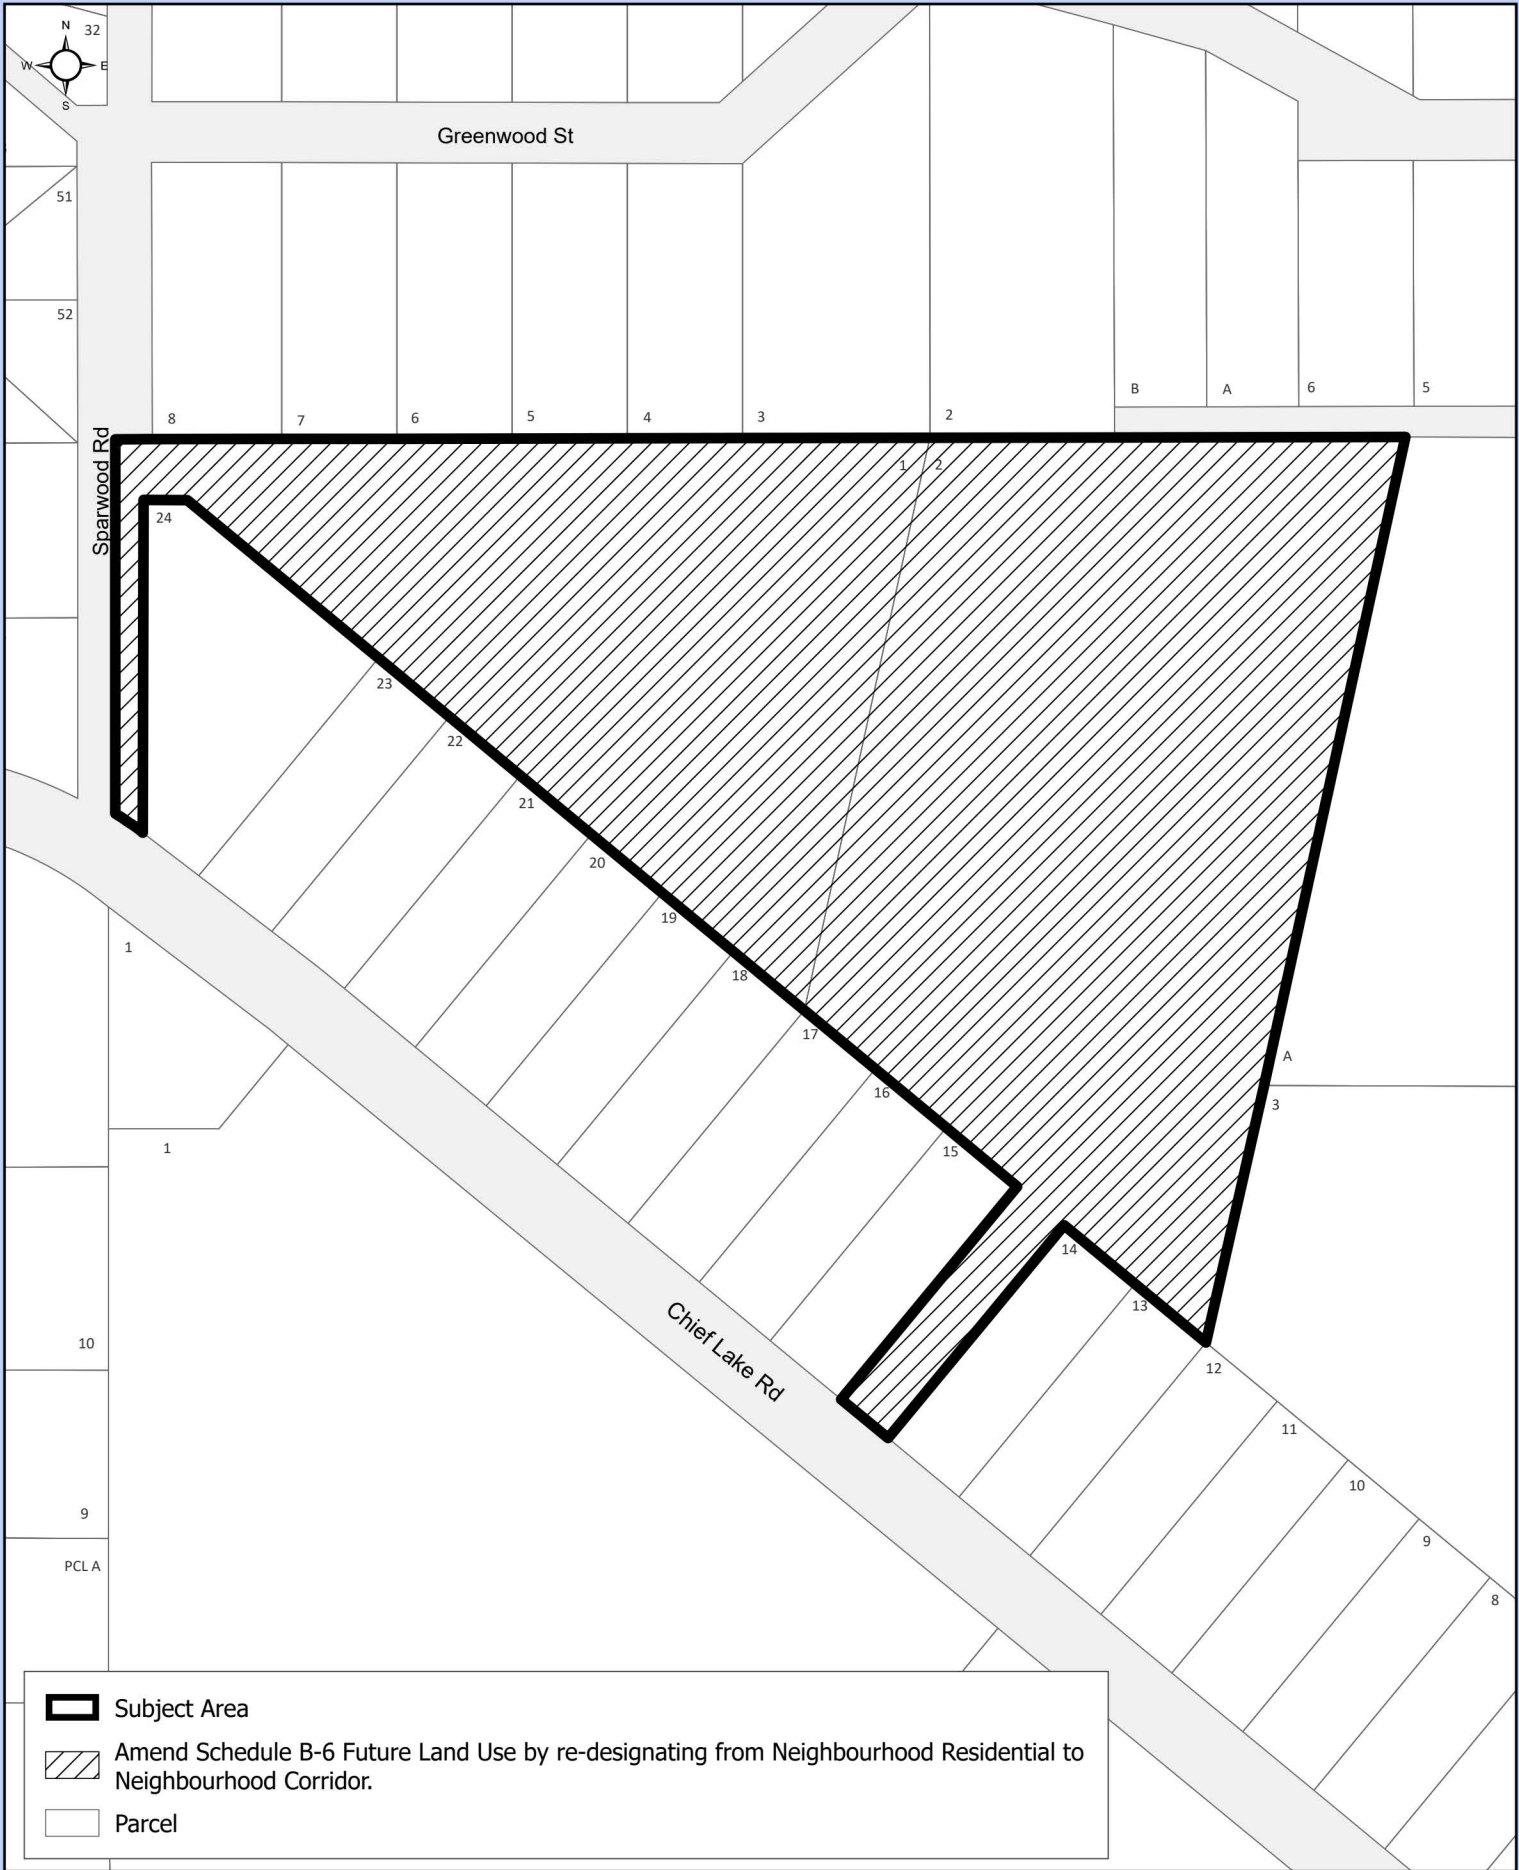 N
32
W E
S
Greenwood St
51
52
B
A
6
5
8
7
6
5
4
3
2
Sparwood Rd
1
2
24
23
22
21
20
19
18
17
16
15
14
13
12
11
10
9
8
A
3
1
1
Chief Lake Rd
10
9
PCL A
Subject Area
Amend Schedule B-6 Future Land Use by re-designating from Neighbourhood Residential to
Neighbourhood Corridor.
Parcel